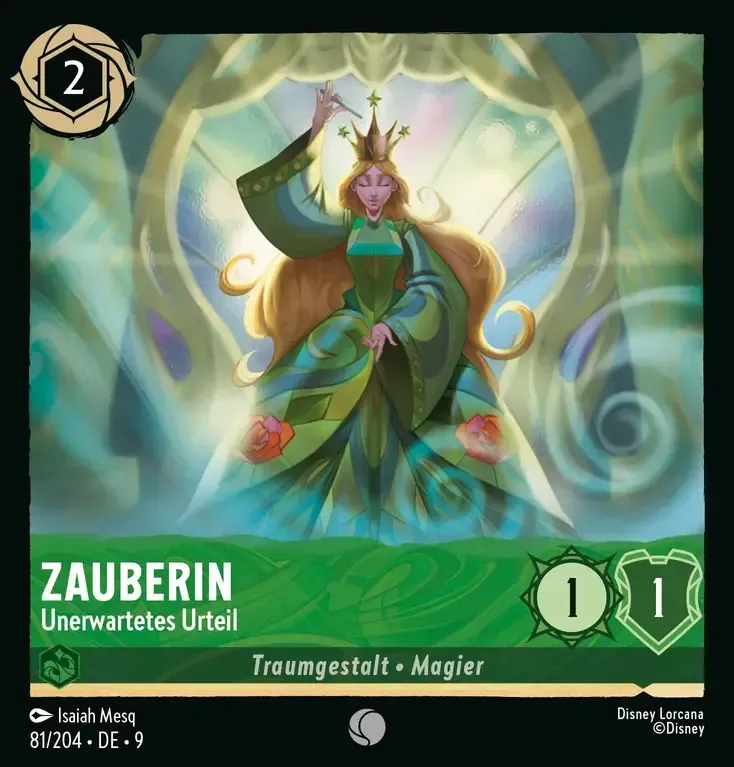 2
ZAUBERIN
Unerwartetes Urteil
1
1
Traumgestalt • Magier
Isaiah Mesq
Disney Lorcana
81/204 • DE • 9
©Disney